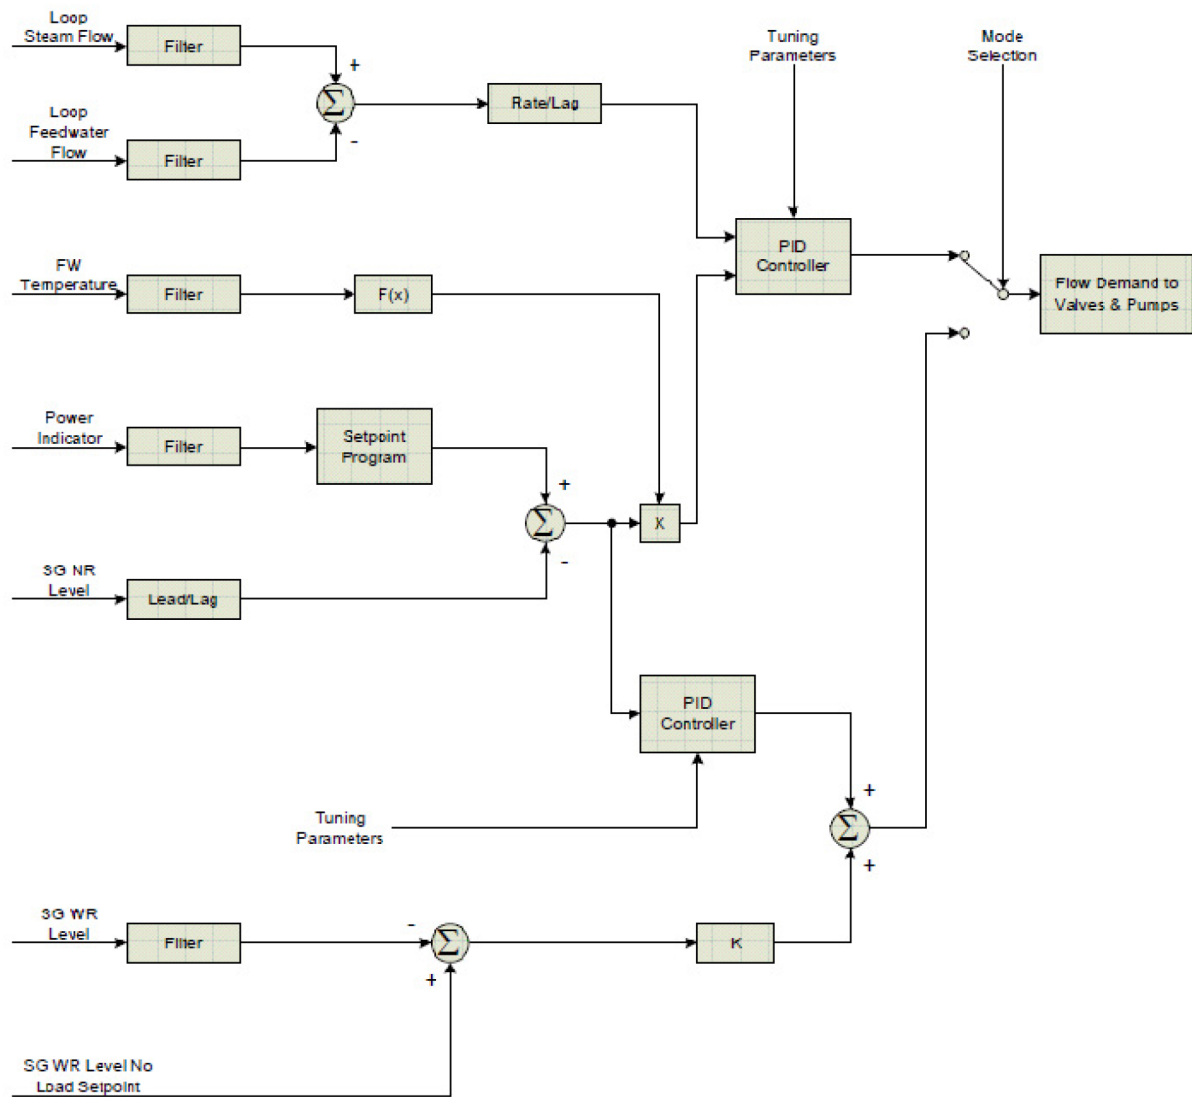 Loop
Steam Flow
Filter
+
Σ
-
Rate/Lag
Tuning
Parameters
Mode
Selection
Loop
Feedwater
Flow
Filter
PID
Controller
FW
Temperature
Filter
F(x)
Flow Demand to
Valves & Pumps
Power
Indicator
Filter
Setpoint
Program
+
Σ
-
K
SG NR
Level
Lead/Lag
PID
Controller
Tuning
Parameters
+
Σ
+
SG WR
Level
Filter
-
Σ
+
K
SG WR Level No
Load Setpoint